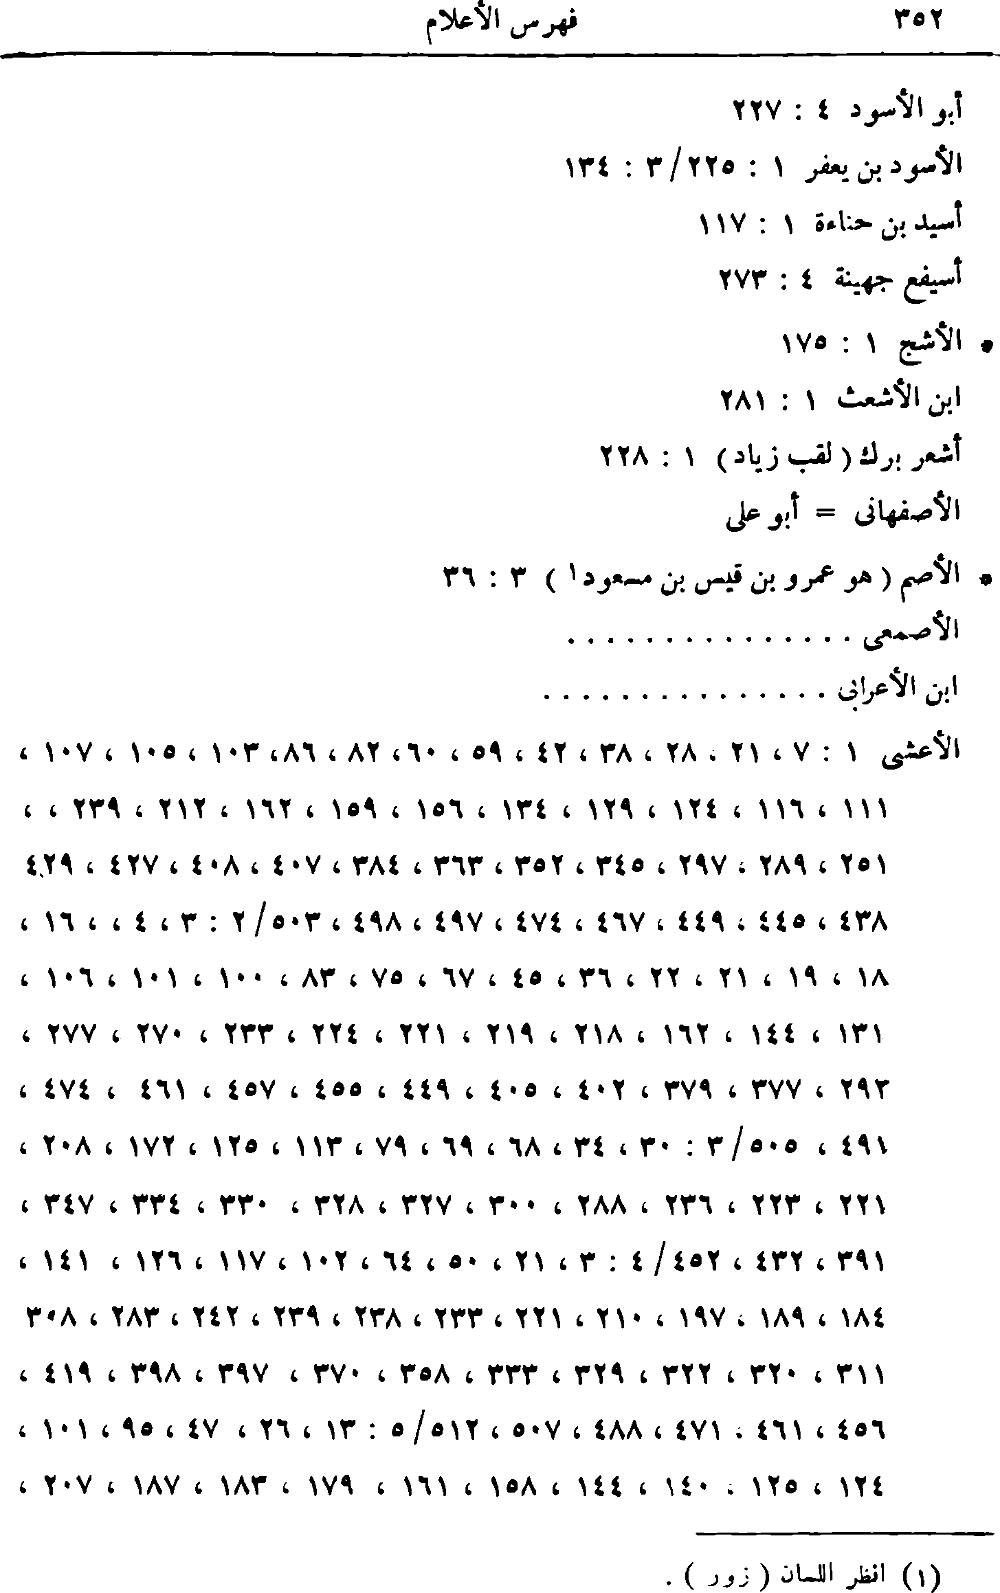 ٣٥٢ فهرس الأعلام
أبو الأسود ٤ : ٢٢٧
الأسود بن يعفر ١ : ٢٢٥/ ٣ : ١٣٤
أسيد بن حناءة ١ : ١١٧
أسيفع جهينة ٤ : ٢٧٣
* الأشج ١ : ١٧٥
ابن الأشعث ١ : ٢٨١
أشعر برك ( لقب زياد ) ١ : ٢٢٨
الأصفهانى = أبو على
* الأصم ( هو عمرو بن قيس بن مسعود١ ) ٣ : ٣٦
الأصمعى . . . . . . . . . . . . . . .
ابن الأعرابى . . . . . . . . . . . . . . .
الأعشى ١ : ٧ ، ٢١ ، ٢٨ ، ٣٨ ، ٤٢ ، ٥٩ ، ٦٠ ، ٨٢ ، ٨٦ ، ١٠٣ ، ١٠٥ ، ١٠٧ ،
١١١ ، ١١٦ ، ١٢٤ ، ١٢٩ ، ١٣٤ ، ١٥٦ ، ١٥٩ ، ١٦٢ ، ٢١٢ ، ٢٣٩ ، ،
٢٥١ ، ٢٨٩ ، ٢٩٧ ، ٣٤٥ ، ٣٥٢ ، ٣٦٣ ، ٣٨٤ ، ٤٠٧ ، ٤٠٨ ، ٤٢٧ ، ٤٢٩
٤٣٨ ، ٤٤٥ ، ٤٤٩ ، ٤٦٧ ، ٤٧٤ ، ٤٩٧ ، ٤٩٨ ، ٥٠٣/ ٢ : ٣ ، ٤ ، ، ١٦ ،
١٨ ، ١٩ ، ٢١ ، ٢٢ ، ٣٦ ، ٤٥ ، ٦٧ ، ٧٥ ، ٨٣ ، ١٠٠ ، ١٠١ ، ١٠٦ ،
١٣١ ، ١٤٤ ، ١٦٢ ، ٢١٨ ، ٢١٩ ، ٢٢١ ، ٢٢٤ ، ٢٣٣ ، ٢٧٠ ، ٢٧٧ ،
٢٩٣ ، ٣٧٧ ، ٣٧٩ ، ٤٠٢ ، ٤٠٥ ، ٤٤٩ ، ٤٥٥ ، ٤٥٧ ، ٤٦١ ، ٤٧٤ ،
٤٩١ ، ٥٠٥/ ٣ : ٣٠ ، ٣٤ ، ٦٨ ، ٦٩ ، ٧٩ ، ١١٣ ، ١٢٥ ، ١٧٢ ، ٢٠٨ ،
٢٢١ ، ٢٢٣ ، ٢٣٦ ، ٢٨٨ ، ٣٠٠ ، ٣٢٧ ، ٣٢٨ ، ٣٣٠ ، ٣٣٤ ، ٣٤٧ ،
٣٩١ ، ٤٣٢ ، ٤٥٢/ ٤ : ٣ ، ٢١ ، ٥٠ ، ٦٤ ، ١٠٢ ، ١١٧ ، ١٢٦ ، ١٤١ ،
١٨٤ ، ١٨٩ ، ١٩٧ ، ٢١٠ ، ٢٢١ ، ٢٣٣ ، ٢٣٨ ، ٢٣٩ ، ٢٤٢ ، ٢٨٣ ، ٣٠٨
٣١١ ، ٣٢٠ ، ٣٢٢ ، ٣٢٩ ، ٣٣٣ ، ٣٥٨ ، ٣٧٠ ، ٣٩٧ ، ٣٩٨ ، ٤١٩ ،
٤٥٦ ، ٤٦١ ، ٤٧١ ، ٤٨٨ ، ٥٠٧ ، ٥١٢/ ٥ : ١٣ ، ٢٦ ، ٤٧ ، ٩٥ ، ١٠١ ،
١٢٤ ، ١٢٥ ، ١٤٠ ، ١٤٤ ، ١٥٨ ، ١٦١ ، ١٧٩ ، ١٨٣ ، ١٨٧ ، ٢٠٧ ،
(١) انظر اللسان ( زور ) .